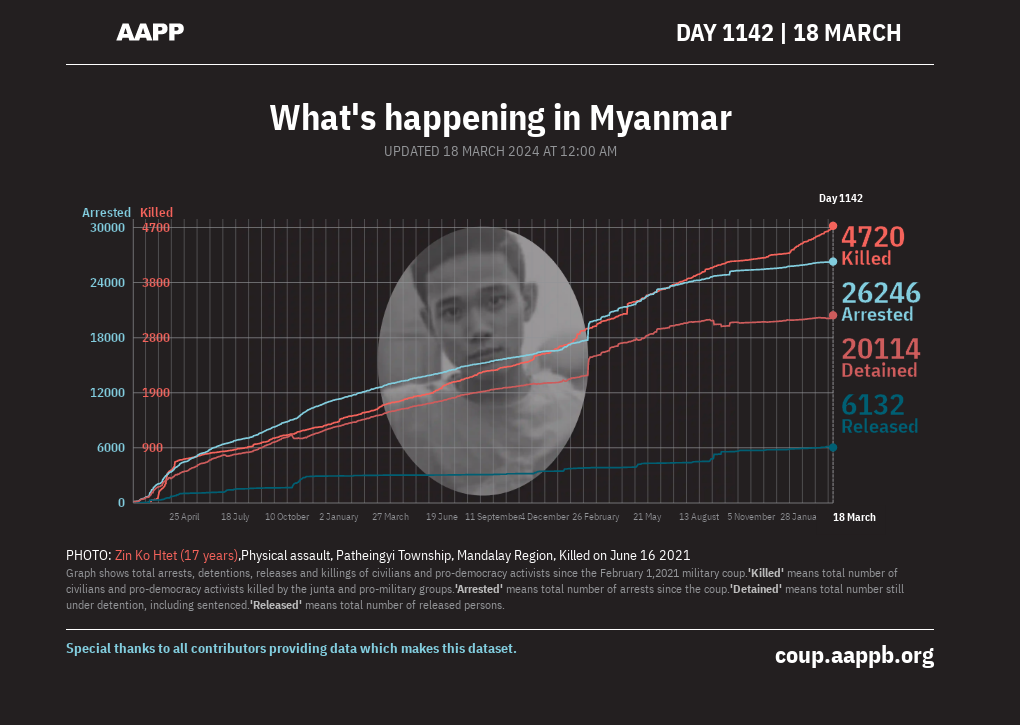 AAPP
DAY 1142 | 18 MARCH
What's happening in Myanmar
UPDATED 18 MARCH 2024 AT 12:00 AM
Day 1142
Arrested Killed
30000 4700
24000 3800
18000 2800
12000 1900
6000 900
0
4720
Killed
26246
Arrested
20114
Detained
6132
Released
25 April 18 July 10 October 2 January 27 March 19 June 11 September 4 December 26 February 21 May 13 August 5 November 28 Janua 18 March
PHOTO: Zin Ko Htet (17 years),Physical assault, Patheingyi Township, Mandalay Region, Killed on June 16 2021
Graph shows total arrests, detentions, releases and killings of civilians and pro-democracy activists since the February 1,2021 military coup.'Killed' means total number of
civilians and pro-democracy activists killed by the junta and pro-military groups.'Arrested' means total number of arrests since the coup.'Detained' means total number still
under detention, including sentenced.'Released' means total number of released persons.
Special thanks to all contributors providing data which makes this dataset.
coup.aappb.org